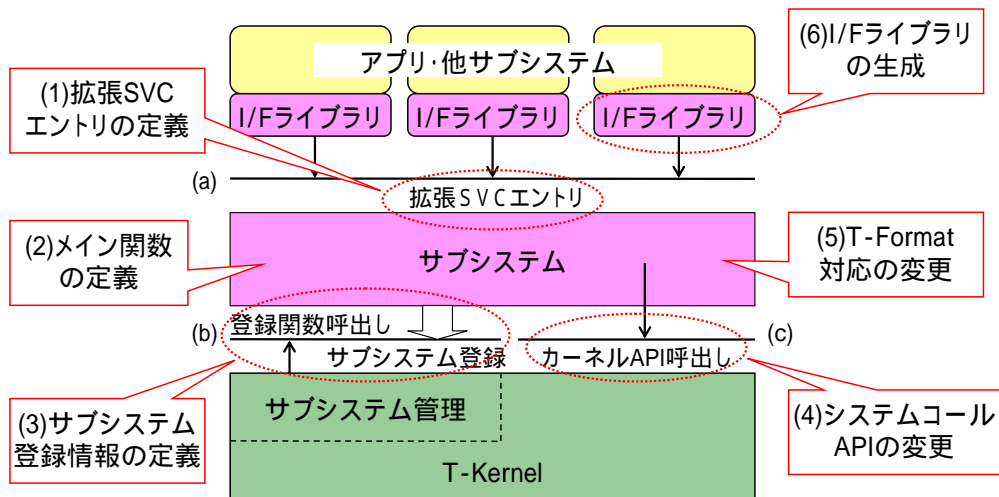 アプリ・他サブシステム
I/Fライブラリ
I/Fライブラリ
I/Fライブラリ
(6)I/Fライブラリ
の生成
(1)拡張SVC
エントリの定義
(a)
拡張SVCエントリ
(2)メイン関数
の定義
サブシステム
(5)T-Format
対応の変更
(b)
登録関数呼出し
サブシステム登録
カーネルAPI呼出し
(c)
(3)サブシステム
登録情報の定義
サブシステム管理
(4)システムコール
APIの変更
T-Kernel